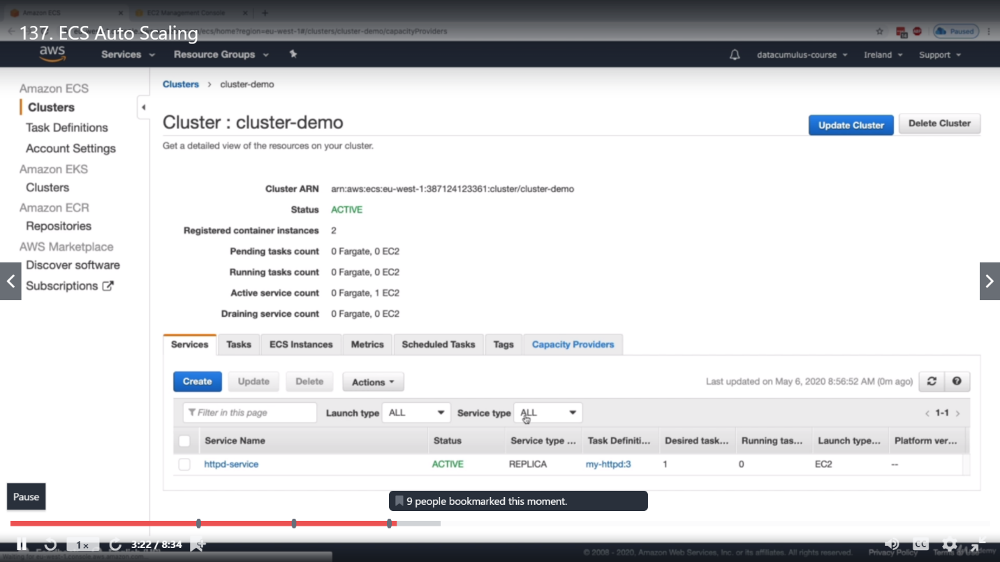 Amazon ECS
EC2 Management Console
137. ECS Auto Scaling
/ecs/home?region=eu-west-1#/clusters/cluster-demo/capacityProviders
Paused
aws
Services
Resource Groups
datacumulus-course
Ireland
Support
Amazon ECS
Clusters
Task Definitions
Account Settings
Amazon EKS
Clusters
Amazon ECR
Repositories
AWS Marketplace
Discover software
Subscriptions
Clusters > cluster-demo
Cluster : cluster-demo
Update Cluster
Delete Cluster
Get a detailed view of the resources on your cluster.
Cluster ARN arn:aws:ecs:eu-west-1:387124123361:cluster/cluster-demo
Status ACTIVE
Registered container instances 2
Pending tasks count 0 Fargate, 0 EC2
Running tasks count 0 Fargate, 0 EC2
Active service count 0 Fargate, 1 EC2
Draining service count 0 Fargate, 0 EC2
Services Tasks ECS Instances Metrics Scheduled Tasks Tags Capacity Providers
Create Update Delete Actions
Last updated on May 6, 2020 8:56:52 AM (0m ago)
Filter in this page Launch type ALL Service type ALL < 1-1 >
Service Name Status Service type ... Task Definiti... Desired task... Running tas... Launch type... Platform ver...
httpd-service ACTIVE REPLICA my-httpd:3 1 0 EC2 --
Pause
9 people bookmarked this moment.
1x 3:22 / 8:34
CC
© 2008 - 2020, Amazon Web Services, Inc. or its affiliates. All rights reserved. Privacy Policy